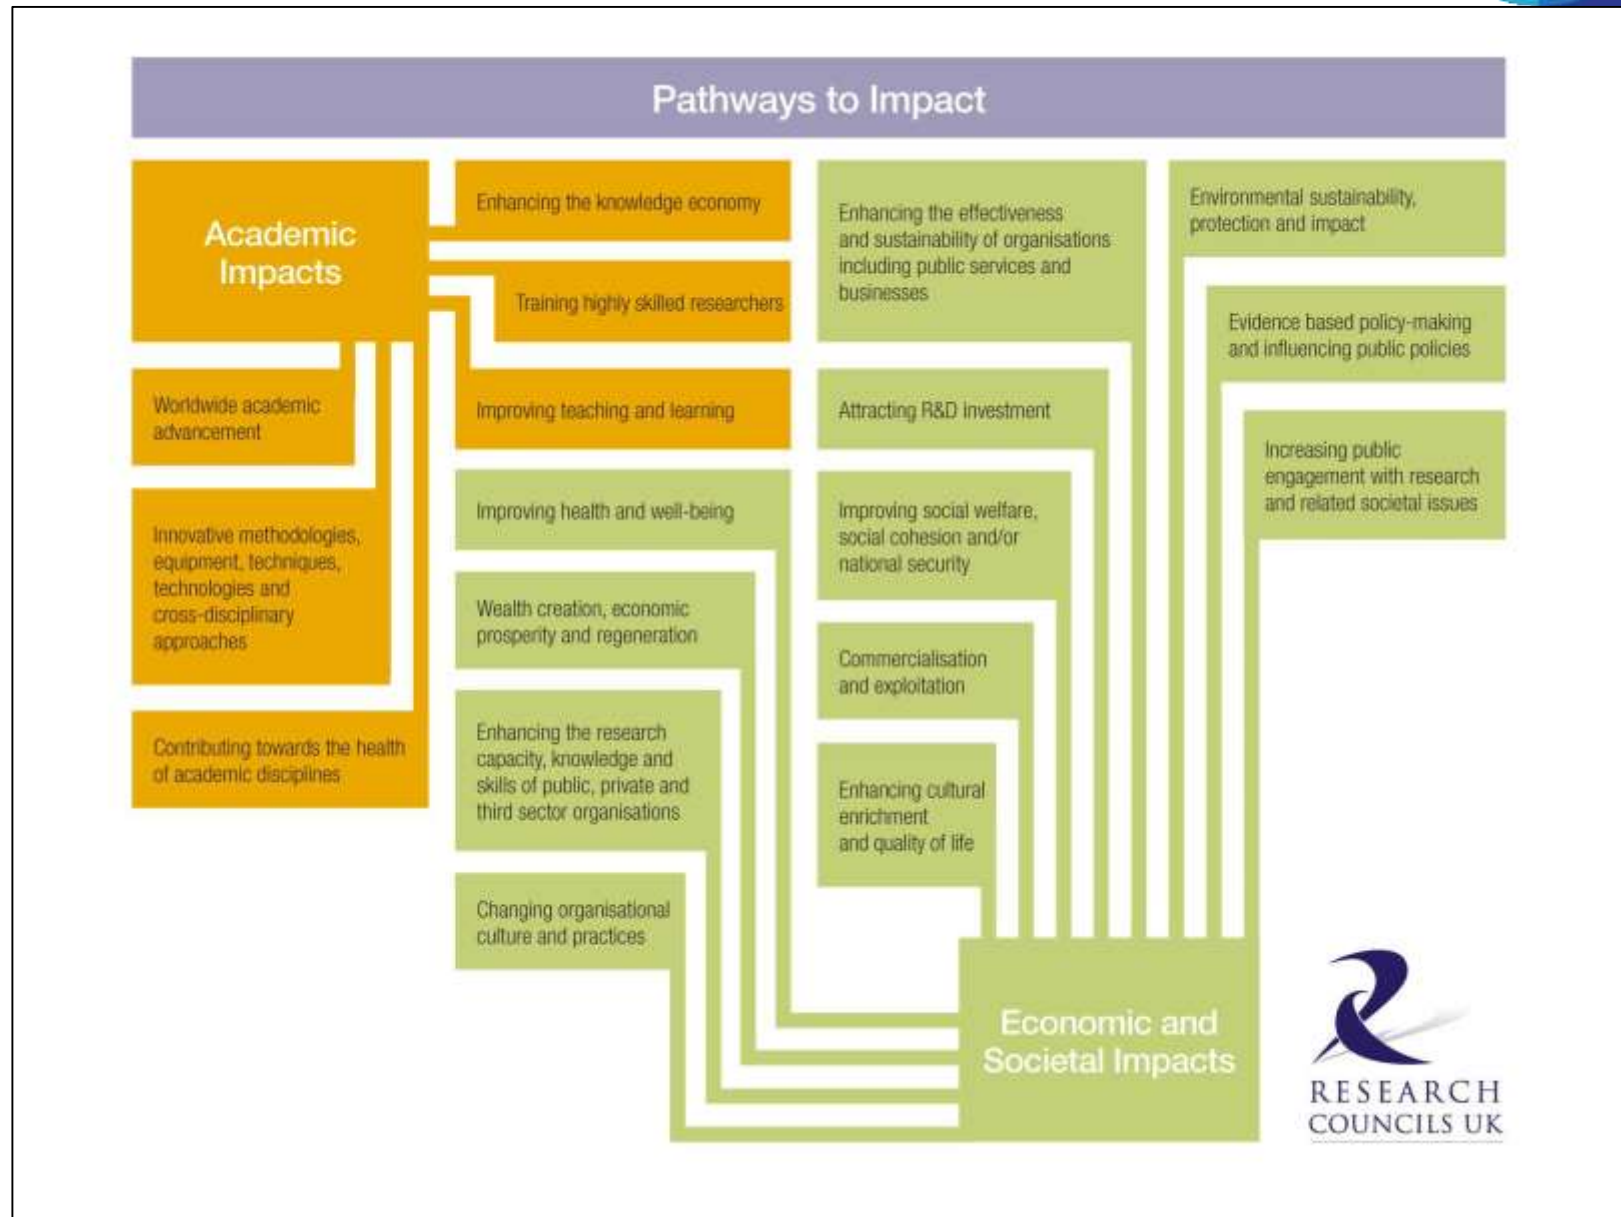 Pathways to Impact
Academic
Impacts
Worldwide academic
advancement
Innovative methodologies,
equipment, techniques,
technologies and
cross-disciplinary
approaches
Contributing towards the health
of academic disciplines
Enhancing the knowledge economy
Training highly skilled researchers
Improving teaching and learning
Improving health and well-being
Wealth creation, economic
prosperity and regeneration
Enhancing the research
capacity, knowledge and
skills of public, private and
third sector organisations
Changing organisational
culture and practices
Enhancing the effectiveness
and sustainability of organisations
including public services and
businesses
Attracting R&D investment
Improving social welfare,
social cohesion and/or
national security
Commercialisation
and exploitation
Enhancing cultural
enrichment
and quality of life
Environmental sustainability,
protection and impact
Evidence based policy-making
and influencing public policies
Increasing public
engagement with research
and related societal issues
Economic and
Societal Impacts
RESEARCH
COUNCILS UK